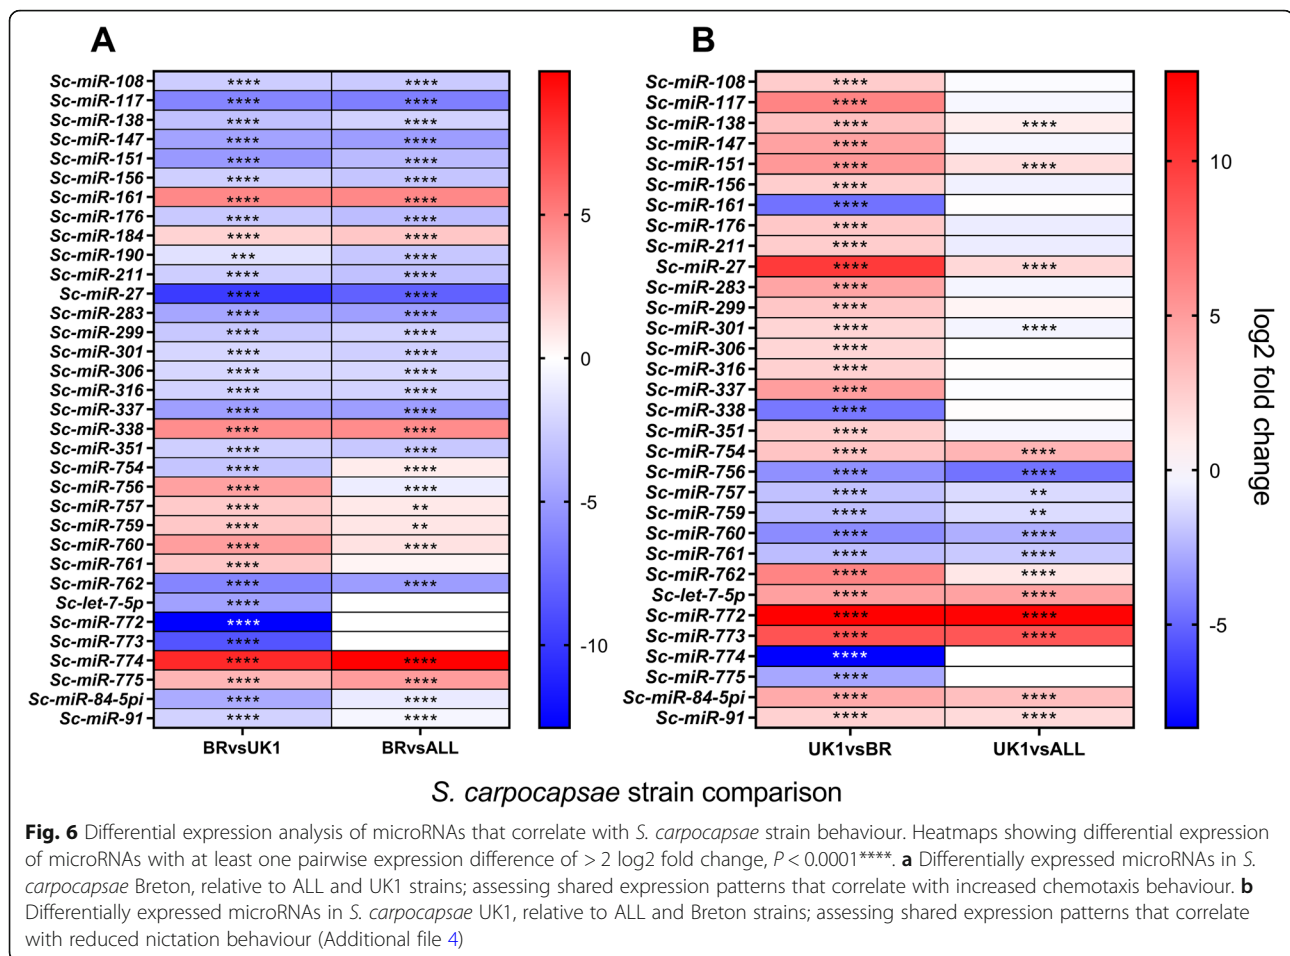 A
Sc-miR-108 **** ****
Sc-miR-117 **** ****
Sc-miR-138 **** ****
Sc-miR-147 **** ****
Sc-miR-151 **** ****
Sc-miR-156 **** ****
Sc-miR-161 **** ****
Sc-miR-176 **** ****
Sc-miR-184 **** ****
Sc-miR-190 *** ****
Sc-miR-211 **** ****
Sc-miR-27 **** ****
Sc-miR-283 **** ****
Sc-miR-299 **** ****
Sc-miR-301 **** ****
Sc-miR-306 **** ****
Sc-miR-316 **** ****
Sc-miR-337 **** ****
Sc-miR-338 **** ****
Sc-miR-351 **** ****
Sc-miR-754 **** ****
Sc-miR-756 **** ****
Sc-miR-757 **** **
Sc-miR-759 **** **
Sc-miR-760 **** ****
Sc-miR-761 ****
Sc-miR-762 **** ****
Sc-let-7-5p ****
Sc-miR-772 ****
Sc-miR-773 ****
Sc-miR-774 **** ****
Sc-miR-775 **** ****
Sc-miR-84-5pi **** ****
Sc-miR-91 **** ****
BRvsUK1 BRvsALL
5
0
-5
-10
B
Sc-miR-108 ****
Sc-miR-117 ****
Sc-miR-138 **** ****
Sc-miR-147 ****
Sc-miR-151 **** ****
Sc-miR-156 ****
Sc-miR-161 ****
Sc-miR-176 ****
Sc-miR-211 ****
Sc-miR-27 **** ****
Sc-miR-283 ****
Sc-miR-299 ****
Sc-miR-301 **** ****
Sc-miR-306 ****
Sc-miR-316 ****
Sc-miR-337 ****
Sc-miR-338 ****
Sc-miR-351 ****
Sc-miR-754 **** ****
Sc-miR-756 **** ****
Sc-miR-757 **** **
Sc-miR-759 **** **
Sc-miR-760 **** ****
Sc-miR-761 **** ****
Sc-miR-762 **** ****
Sc-let-7-5p **** ****
Sc-miR-772 **** ****
Sc-miR-773 **** ****
Sc-miR-774 ****
Sc-miR-775 ****
Sc-miR-84-5pi **** ****
Sc-miR-91 **** ****
UK1vsBR UK1vsALL
10
5
0
-5
log2 fold change
S. carpocapsae strain comparison
Fig. 6 Differential expression analysis of microRNAs that correlate with S. carpocapsae strain behaviour. Heatmaps showing differential expression
of microRNAs with at least one pairwise expression difference of > 2 log2 fold change, P < 0.0001****. a Differentially expressed microRNAs in S.
carpocapsae Breton, relative to ALL and UK1 strains; assessing shared expression patterns that correlate with increased chemotaxis behaviour. b
Differentially expressed microRNAs in S. carpocapsae UK1, relative to ALL and Breton strains; assessing shared expression patterns that correlate
with reduced nictation behaviour (Additional file 4)